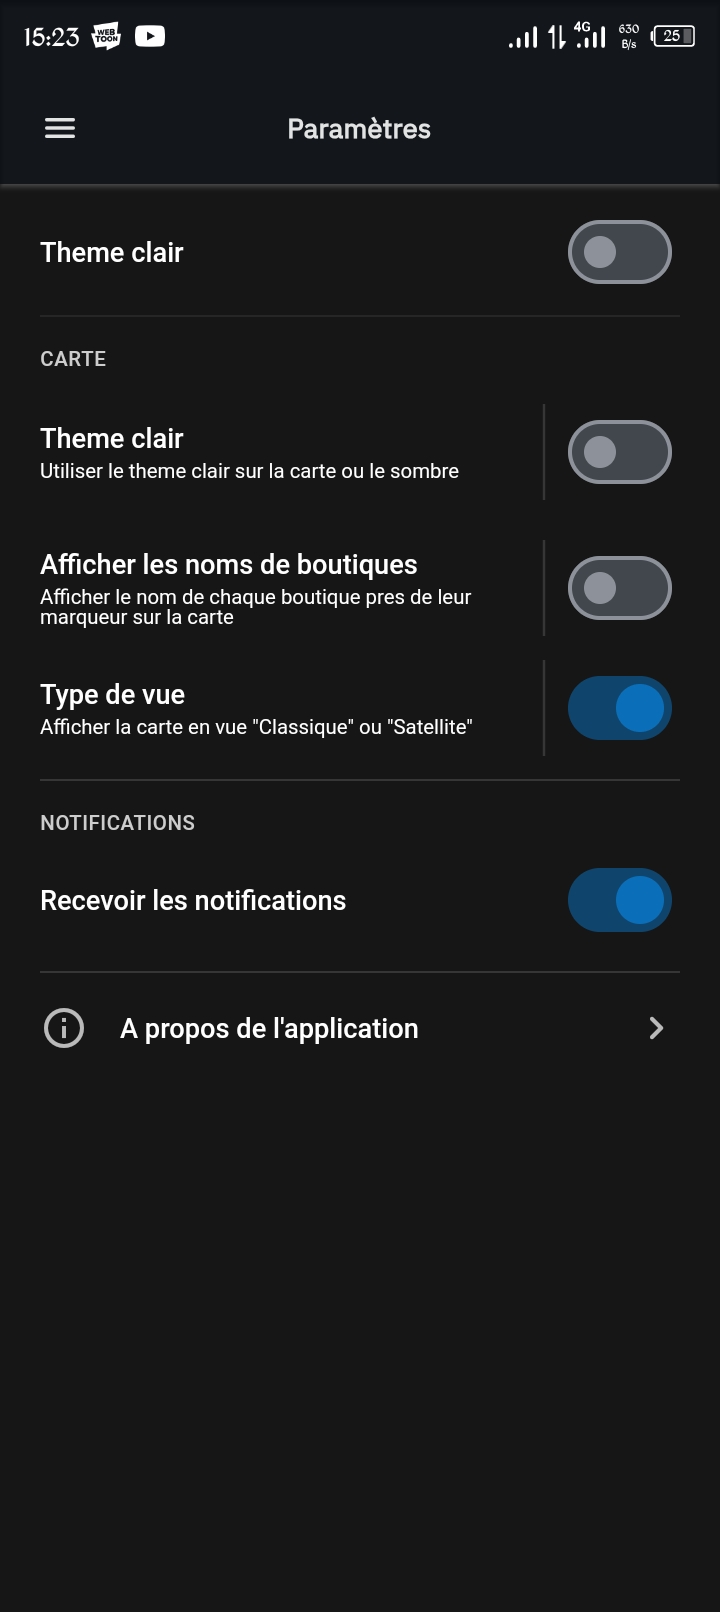 15:23 WEB TOON 4G 630 B/s 25
Paramètres
Theme clair
CARTE
Theme clair
Utiliser le theme clair sur la carte ou le sombre
Afficher les noms de boutiques
Afficher le nom de chaque boutique pres de leur
marqueur sur la carte
Type de vue
Afficher la carte en vue "Classique" ou "Satellite"
NOTIFICATIONS
Recevoir les notifications
A propos de l'application